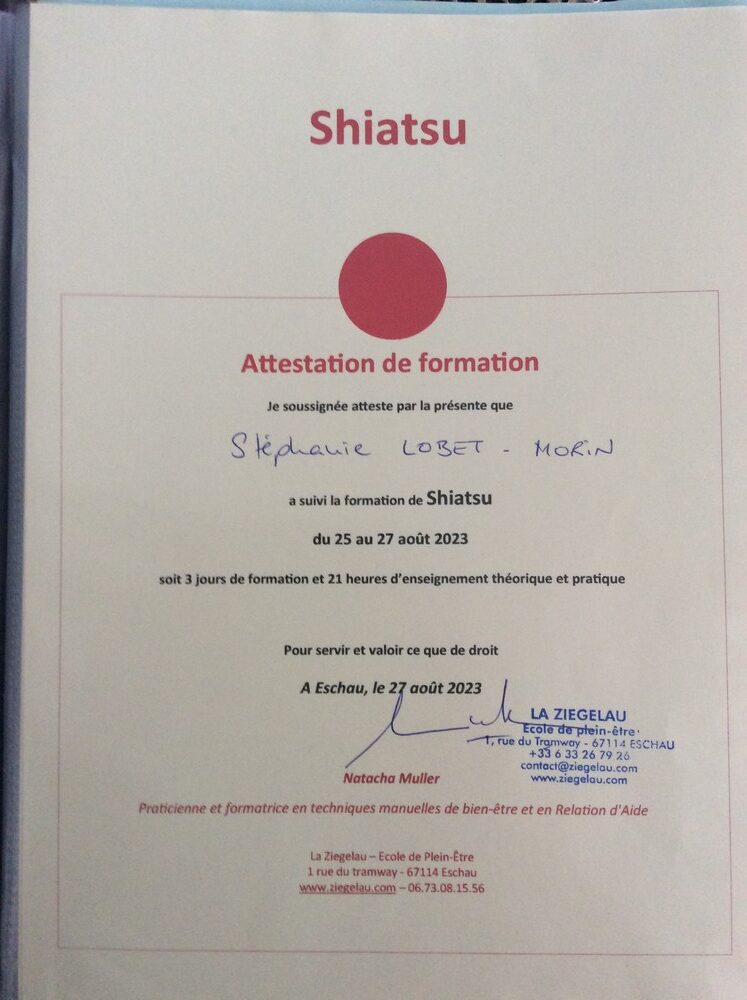 Shiatsu
Attestation de formation
Je soussignée atteste par la présente que
Stéphanie LOBET - MORIN
a suivi la formation de Shiatsu
du 25 au 27 août 2023
soit 3 jours de formation et 21 heures d'enseignement théorique et pratique
Pour servir et valoir ce que de droit
A Eschau, le 27 août 2023
LA ZIEGELAU
Ecole de plein-être
1, rue du Tramway - 67114 ESCHAU
+33 6 33 26 79 26
contact@ziegelau.com
www.ziegelau.com
Natacha Muller
Praticienne et formatrice en techniques manuelles de bien-être et en Relation d'Aide
La Ziegelau – Ecole de Plein-Être
1 rue du tramway - 67114 Eschau
www.ziegelau.com – 06.73.08.15.56